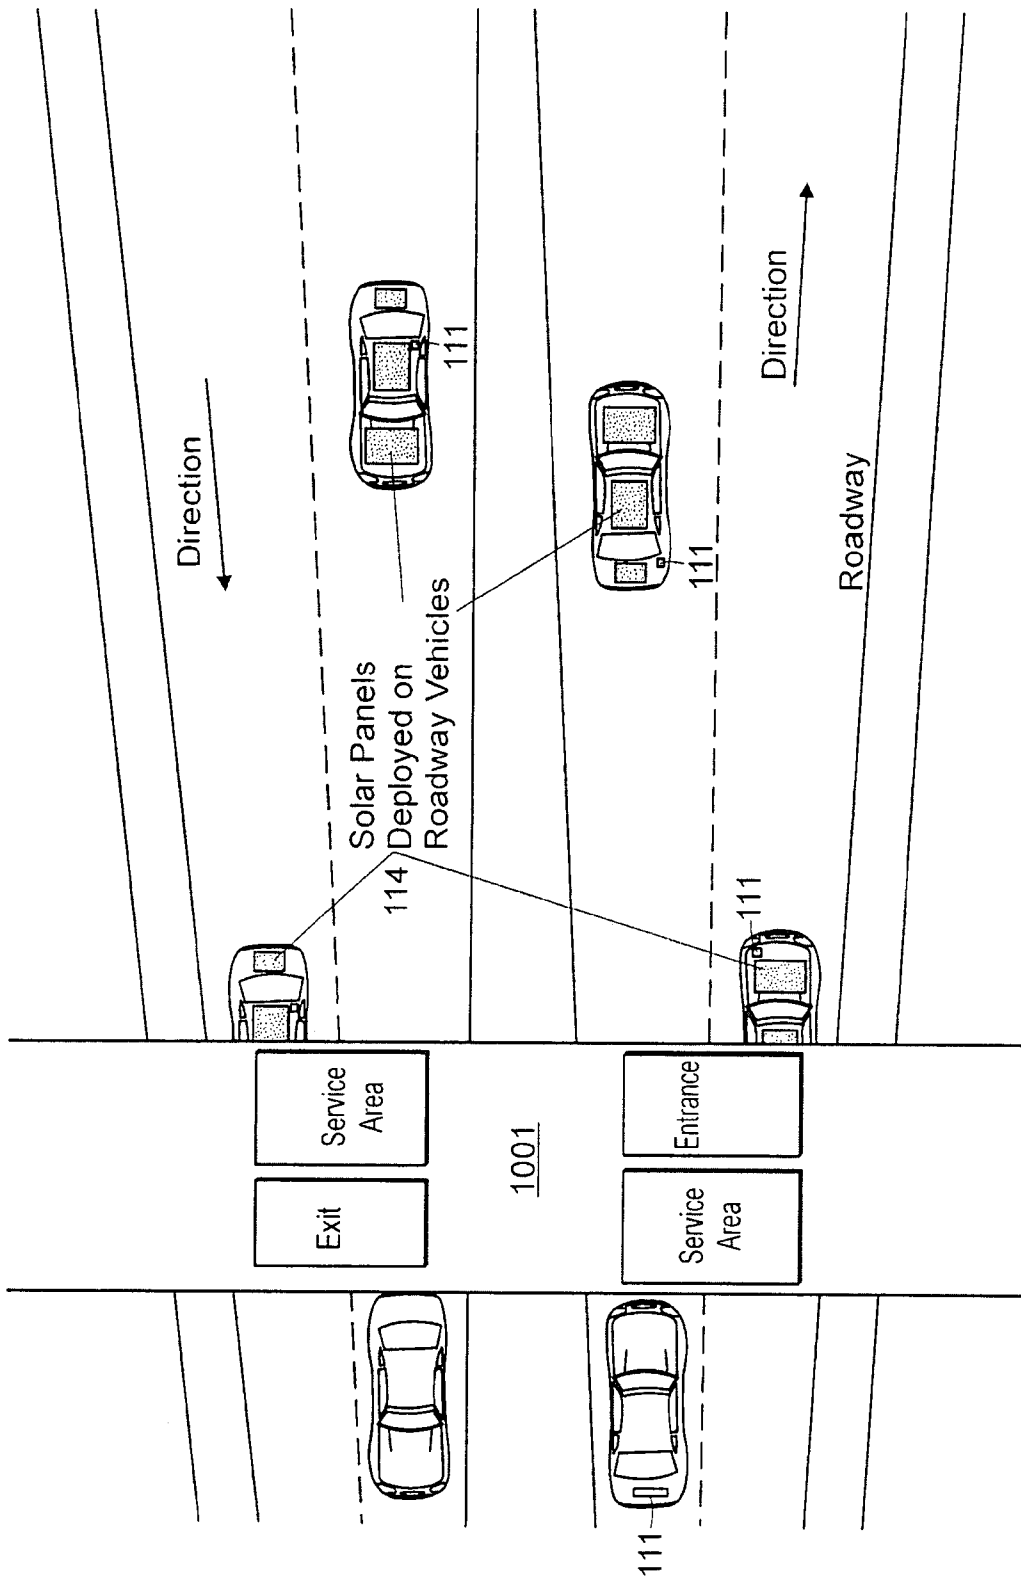 Direction
111
Direction
111
Roadway
Solar Panels
Deployed on
Roadway Vehicles
114
111
Service
Area
Entrance
1001
Exit
Service
Area
111